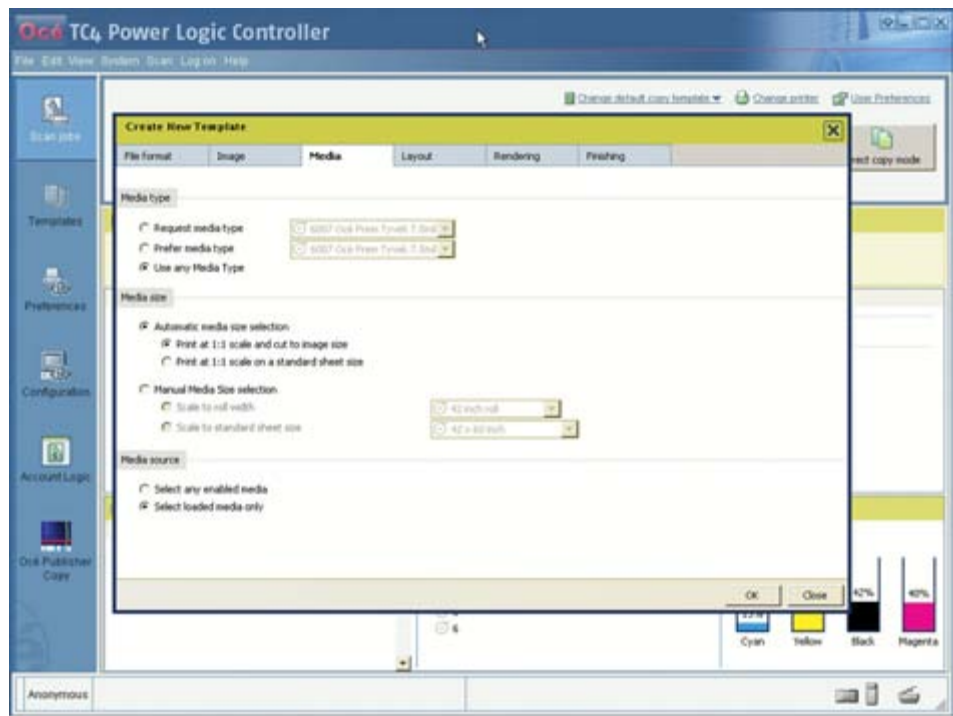 Océ TC4 Power Logic Controller
File Edit View System Scan Log on Help
Change default copy template Change printer User Preferences
Scan jobs
Create New Template
File format Image Media Layout Rendering Finishing
rect copy mode
Media type
Templates
Request media type
Prefer media type
Use any Media Type
Media size
Preferences
Automatic media size selection
Print at 1:1 scale and cut to image size
Print at 1:1 scale on a standard sheet size
Configuration
Manual Media Size selection
Scale to roll width 42 inch roll
Scale to standard sheet size
Media source
Account Logic
Select any enabled media
Select loaded media only
Océ Publisher
Copy
OK Close
42% 40%
6
Cyan Yellow Black Magenta
Anonymous